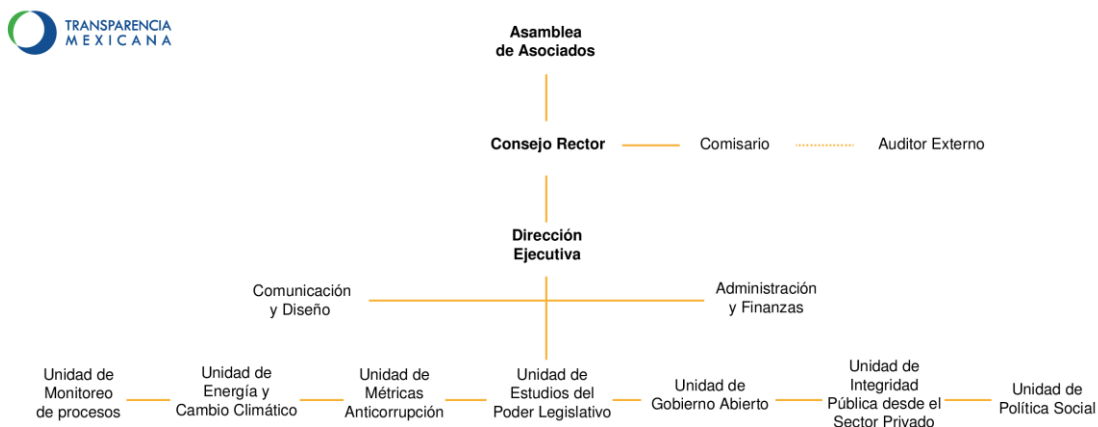 TRANSPARENCIA
MEXICANA
Asamblea
de Asociados
Consejo Rector
Comisario
Auditor Externo
Dirección
Ejecutiva
Comunicación
y Diseño
Administración
y Finanzas
Unidad de
Monitoreo
de procesos
Unidad de
Energía y
Cambio Climático
Unidad de
Métricas
Anticorrupción
Unidad de
Estudios del
Poder Legislativo
Unidad de
Gobierno Abierto
Unidad de
Integridad
Pública desde el
Sector Privado
Unidad de
Política Social